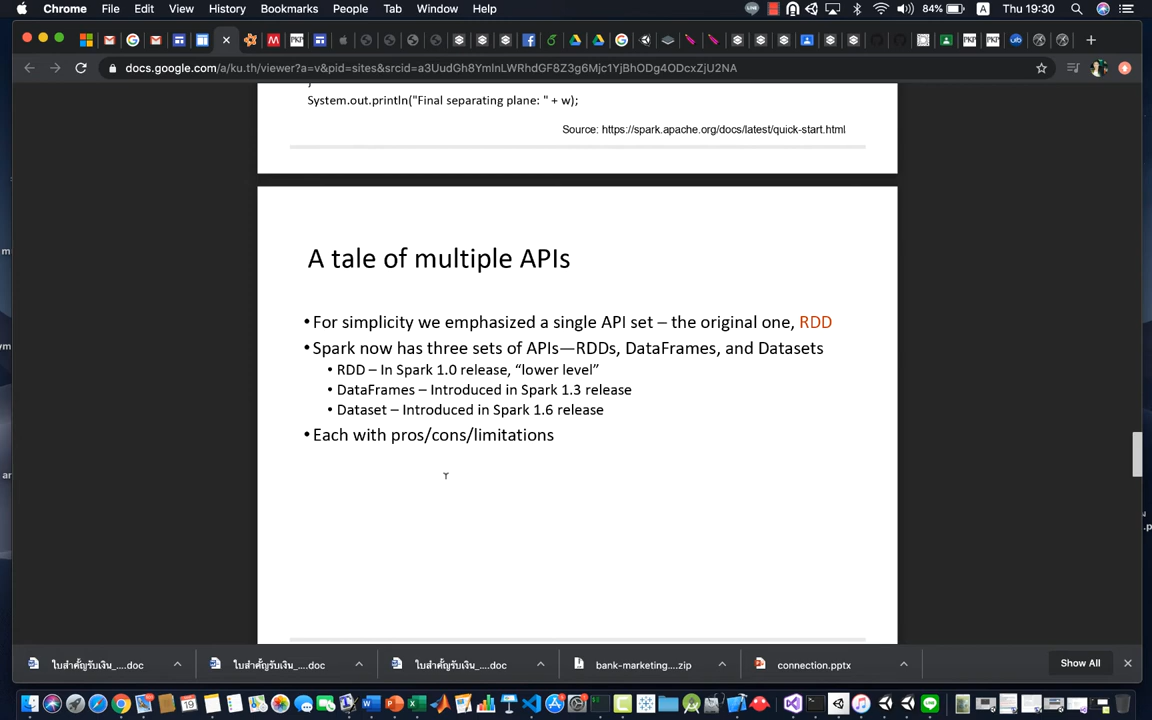 Chrome File Edit View History Bookmarks People Tab Window Help 84% A Thu 19:30
docs.google.com/a/ku.th/viewer?a=v&pid=sites&srcid=a3UudGh8YmlnLWRhdGF8Z3g6Mjc1YjBhODg4ODcxZjU2NA
System.out.println("Final separating plane: " + w);
Source: https://spark.apache.org/docs/latest/quick-start.html
A tale of multiple APIs
• For simplicity we emphasized a single API set – the original one, RDD
• Spark now has three sets of APIs—RDDs, DataFrames, and Datasets
• RDD – In Spark 1.0 release, “lower level”
• DataFrames – Introduced in Spark 1.3 release
• Dataset – Introduced in Spark 1.6 release
• Each with pros/cons/limitations
ใบสำคัญรับเงิน_....doc ใบสำคัญรับเงิน_....doc ใบสำคัญรับเงิน_....doc bank-marketing....zip connection.pptx Show All